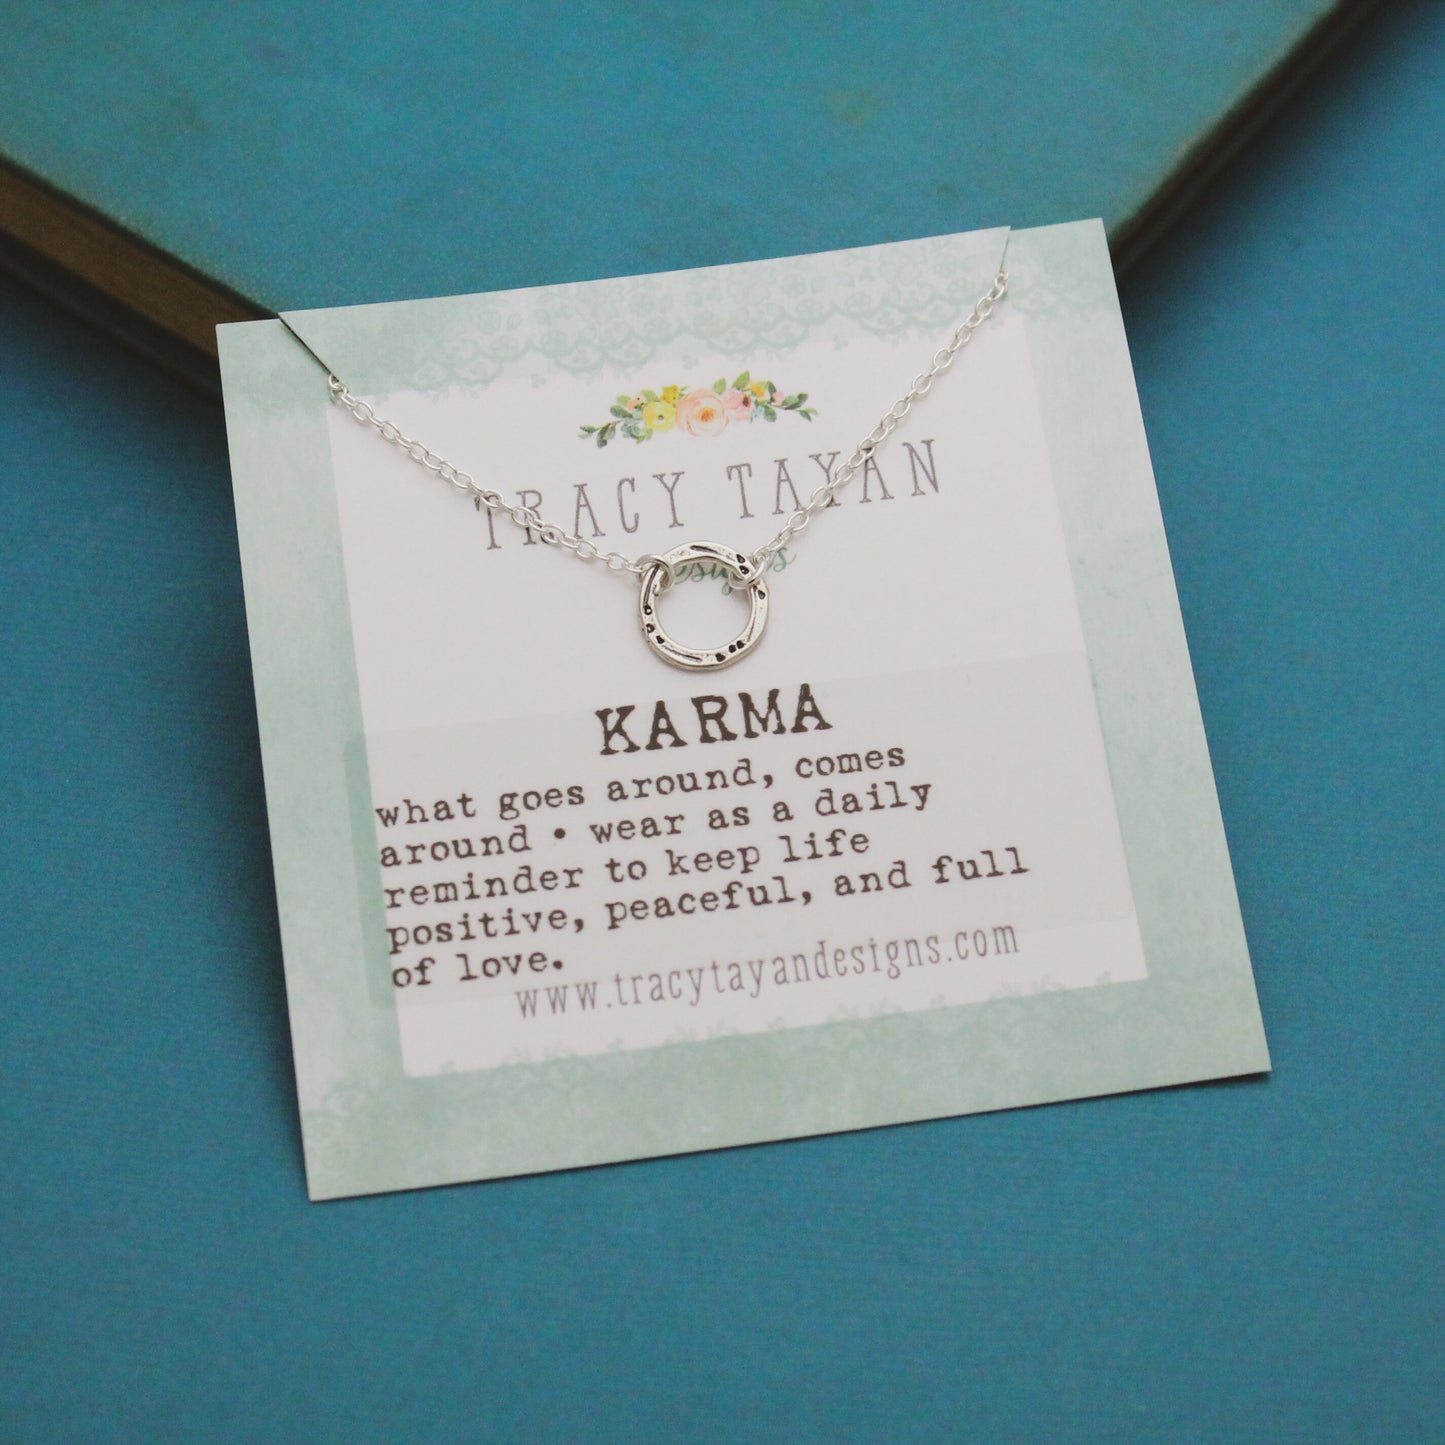 TRACY TAYAN
KARMA
what goes around, comes
around • wear as a daily
reminder to keep life
positive, peaceful, and full
of love.
www.tracytayandesigns.com